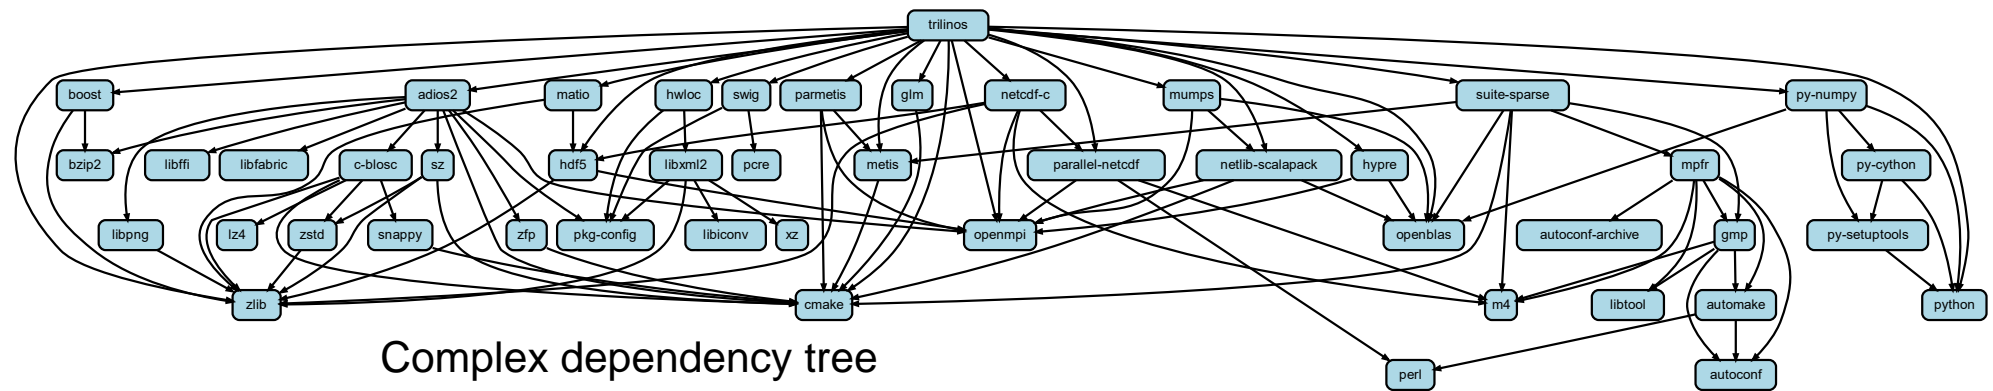 trilinos
boost
adios2
matio
hwloc
swig
parmetis
glm
netcdf-c
mumps
suite-sparse
py-numpy
bzip2
libffi
libfabric
c-blosc
sz
hdf5
libxml2
pcre
metis
parallel-netcdf
netlib-scalapack
hypre
mpfr
py-cython
libpng
lz4
zstd
snappy
zfp
pkg-config
libiconv
xz
openmpi
openblas
autoconf-archive
gmp
py-setuptools
zlib
cmake
m4
libtool
automake
python
Complex dependency tree
perl
autoconf